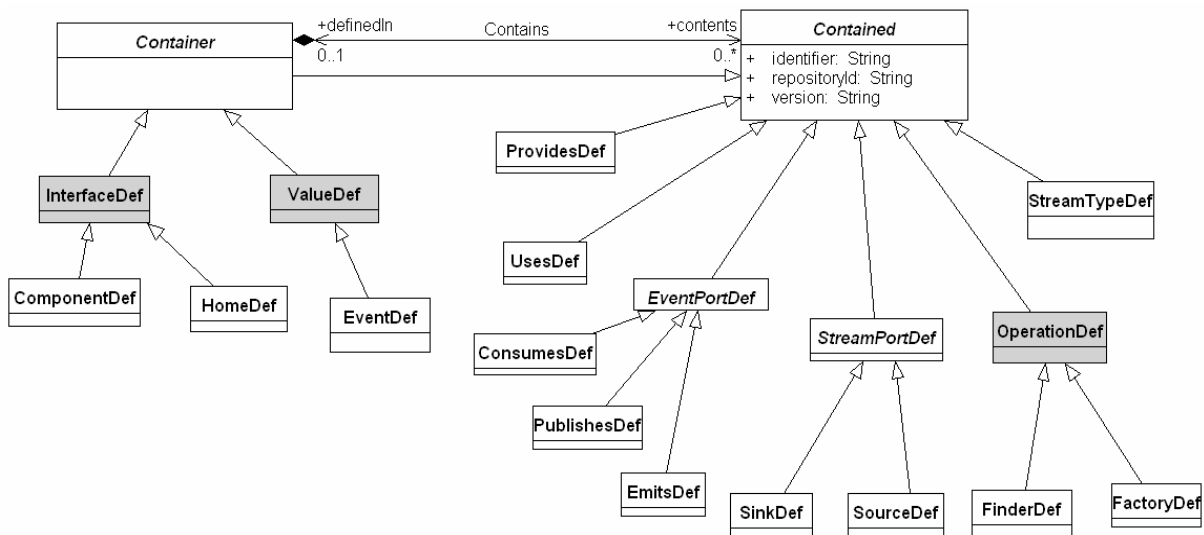 Container
+definedIn
Contains
+contents
0..1
0..*
Contained
+ identifier: String
+ repositoryId: String
+ version: String
ProvidesDef
InterfaceDef
ValueDef
StreamTypeDef
UsesDef
ComponentDef
HomeDef
EventDef
EventPortDef
ConsumesDef
StreamPortDef
OperationDef
PublishesDef
EmitsDef
SinkDef
SourceDef
FinderDef
FactoryDef